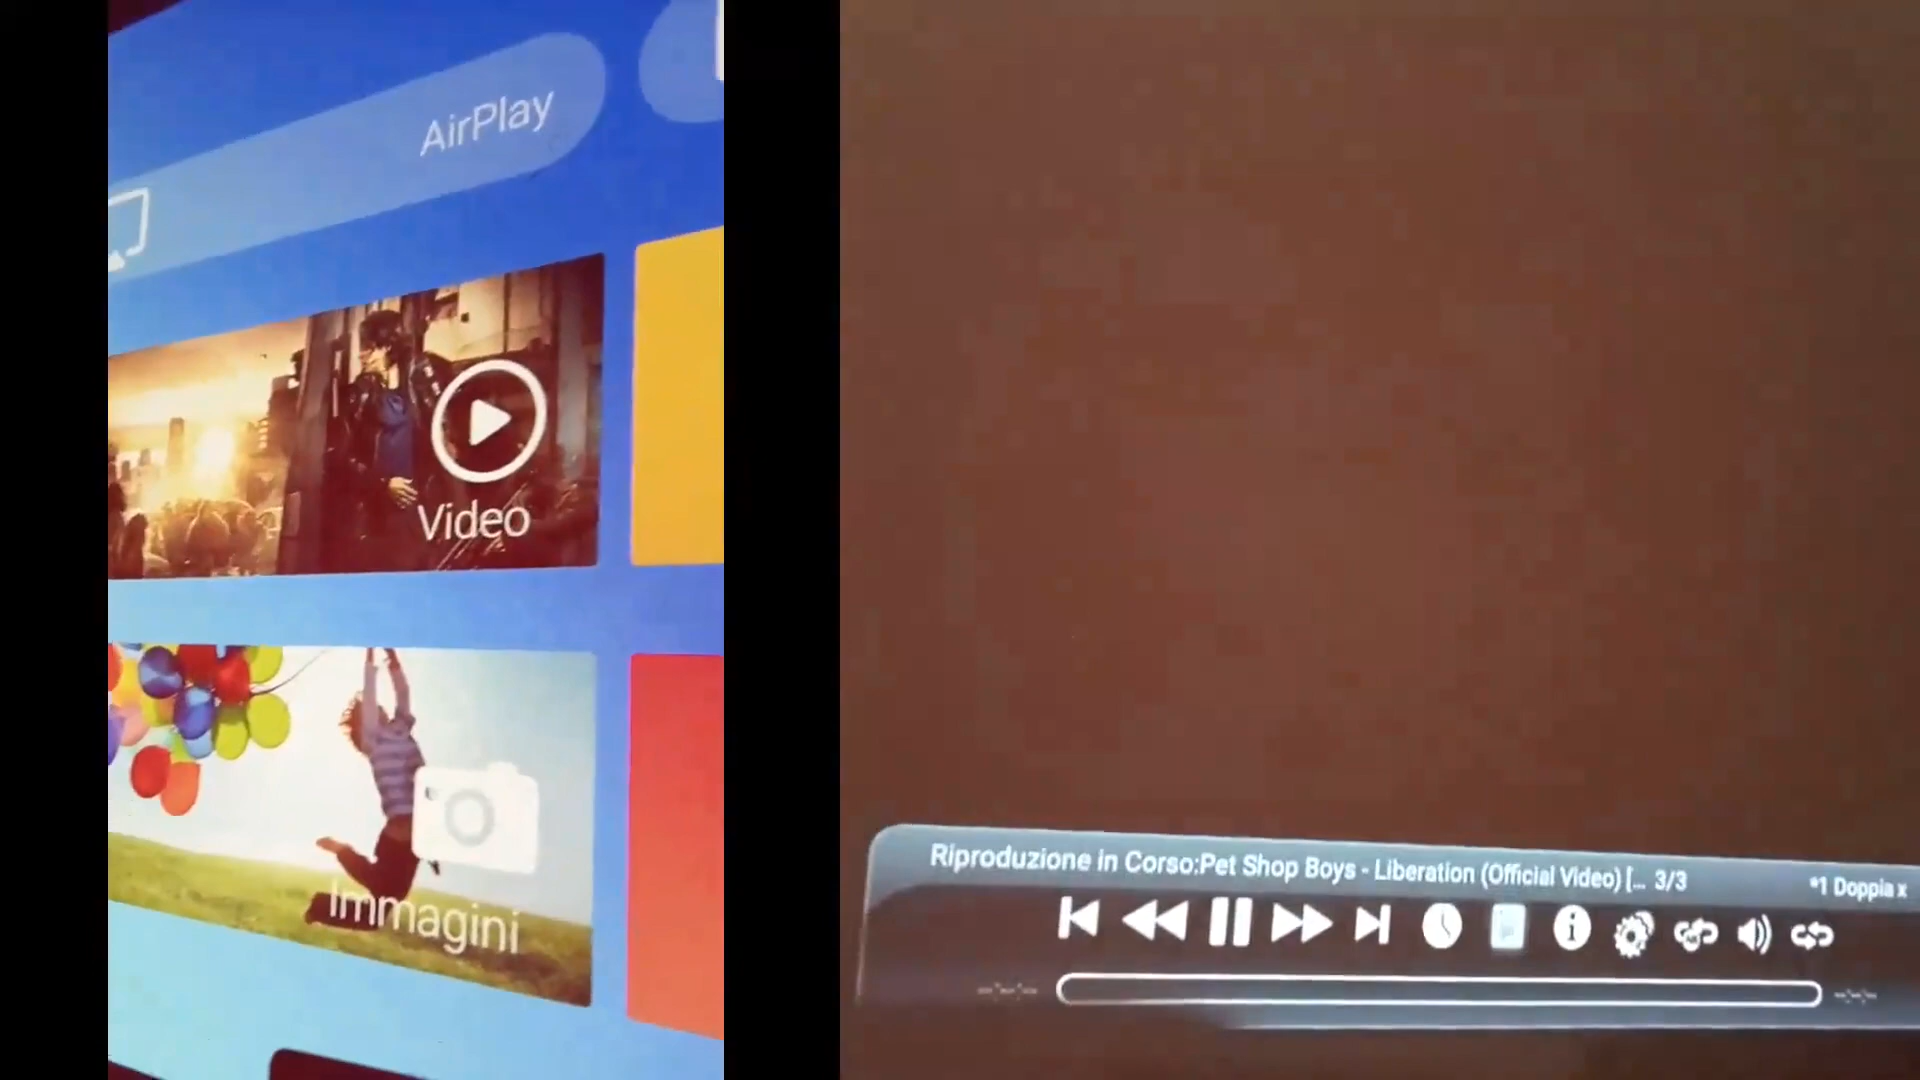 AirPlay
Video
Immagini
Riproduzione in Corso:Pet Shop Boys - Liberation (Official Video) [... 3/3
*1 Doppia x
--:--:--
--:--:--